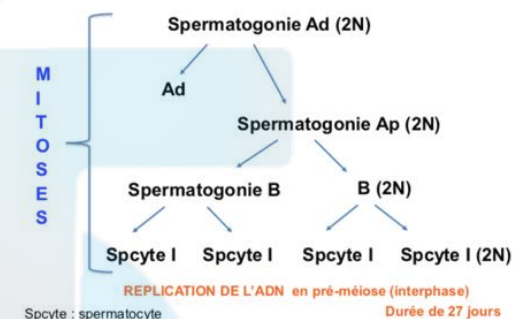 Spermatogonie Ad (2N)
MITOSES
Ad
Spermatogonie Ap (2N)
Spermatogonie B
B (2N)
Spcyte I
Spcyte I
Spcyte I
Spcyte I (2N)
REPLICATION DE L'ADN en pré-méiose (interphase)
Spcyte : spermatocyte
Durée de 27 jours